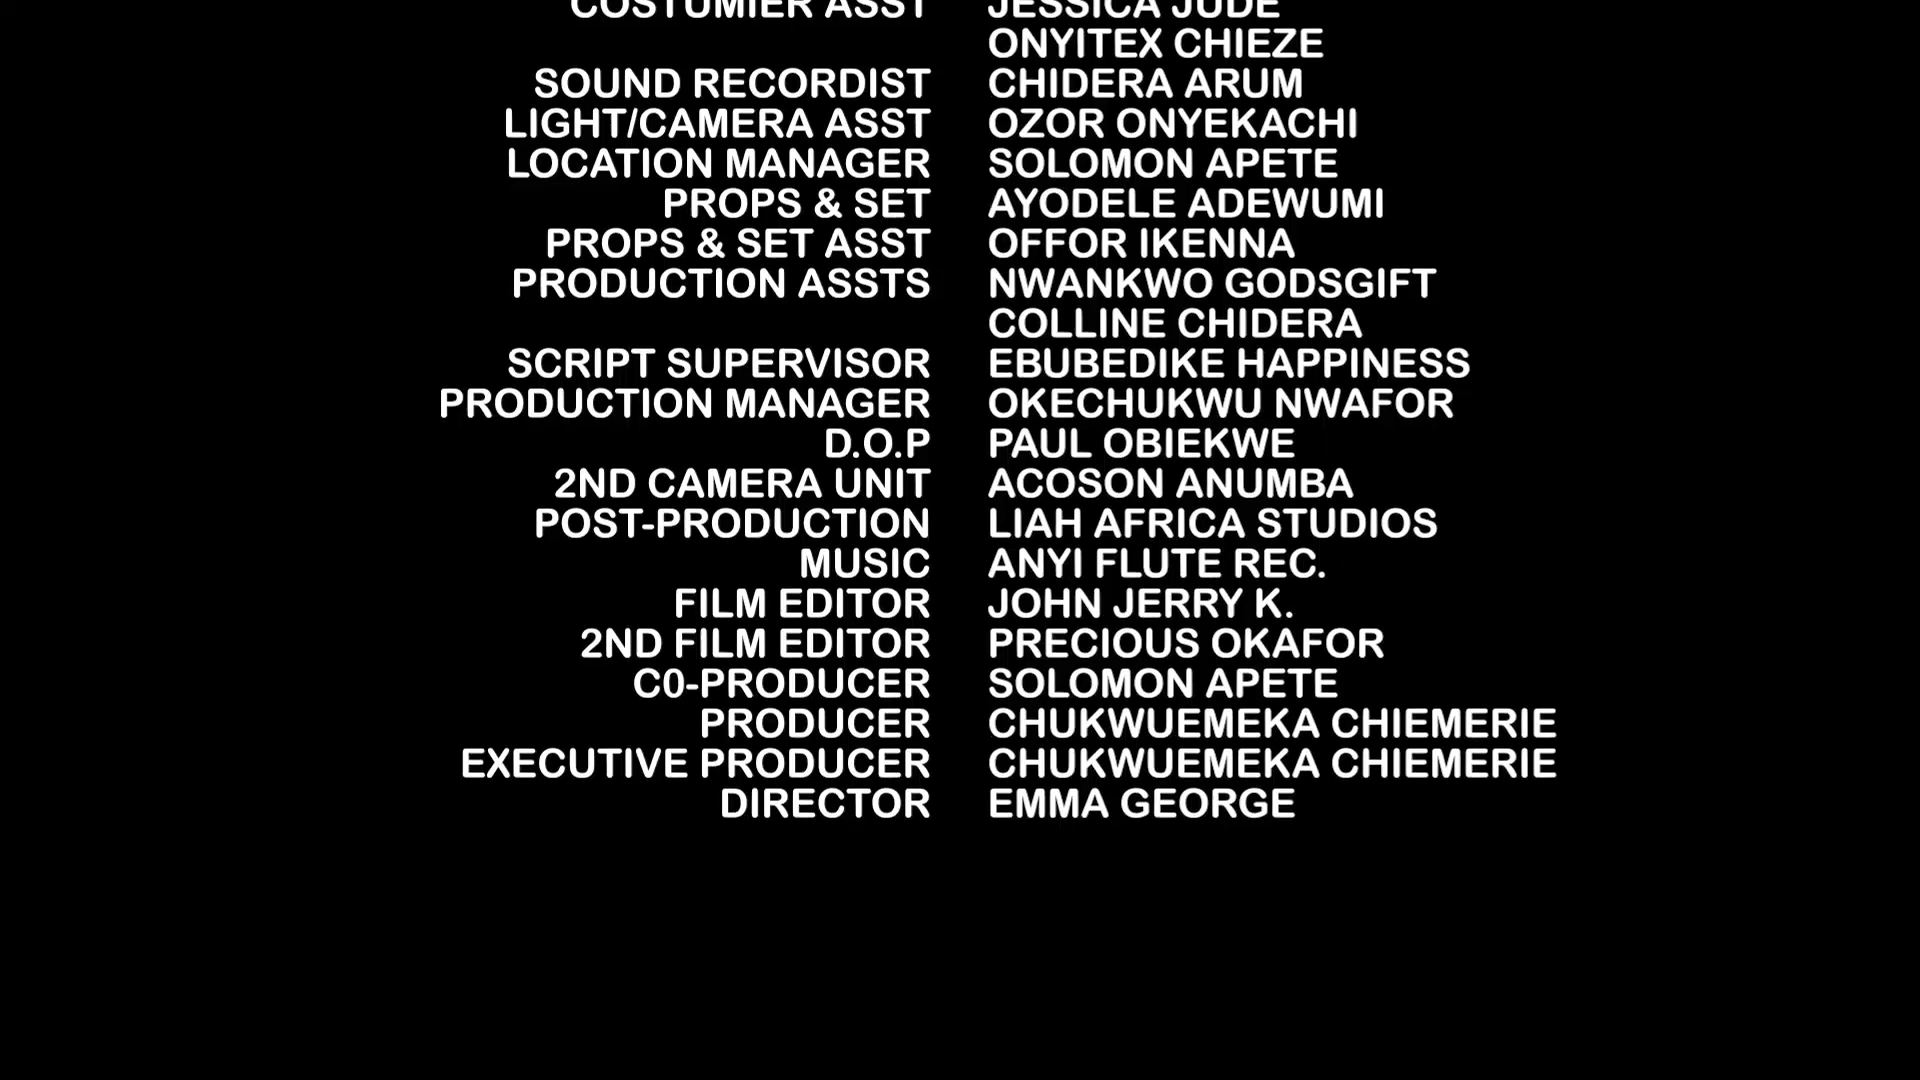 COSTUMIER ASST JESSICA JUDE
ONYITEX CHIEZE
SOUND RECORDIST CHIDERA ARUM
LIGHT/CAMERA ASST OZOR ONYEKACHI
LOCATION MANAGER SOLOMON APETE
PROPS & SET AYODELE ADEWUMI
PROPS & SET ASST OFFOR IKENNA
PRODUCTION ASSTS NWANKWO GODSGIFT
COLLINE CHIDERA
SCRIPT SUPERVISOR EBUBEDIKE HAPPINESS
PRODUCTION MANAGER OKECHUKWU NWAFOR
D.O.P PAUL OBIEKWE
2ND CAMERA UNIT ACOSON ANUMBA
POST-PRODUCTION LIAH AFRICA STUDIOS
MUSIC ANYI FLUTE REC.
FILM EDITOR JOHN JERRY K.
2ND FILM EDITOR PRECIOUS OKAFOR
C0-PRODUCER SOLOMON APETE
PRODUCER CHUKWUEMEKA CHIEMERIE
EXECUTIVE PRODUCER CHUKWUEMEKA CHIEMERIE
DIRECTOR EMMA GEORGE